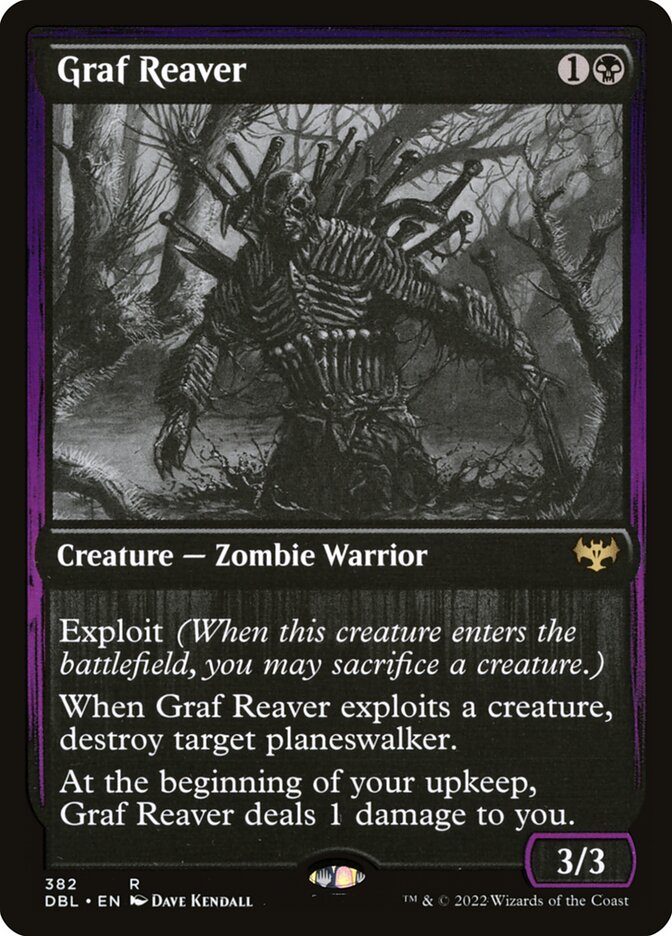 Graf Reaver 1
Creature — Zombie Warrior
Exploit (When this creature enters the
battlefield, you may sacrifice a creature.)
When Graf Reaver exploits a creature,
destroy target planeswalker.
At the beginning of your upkeep,
Graf Reaver deals 1 damage to you.
3/3
382 R
DBL • EN Dave Kendall ™ & © 2022 Wizards of the Coast